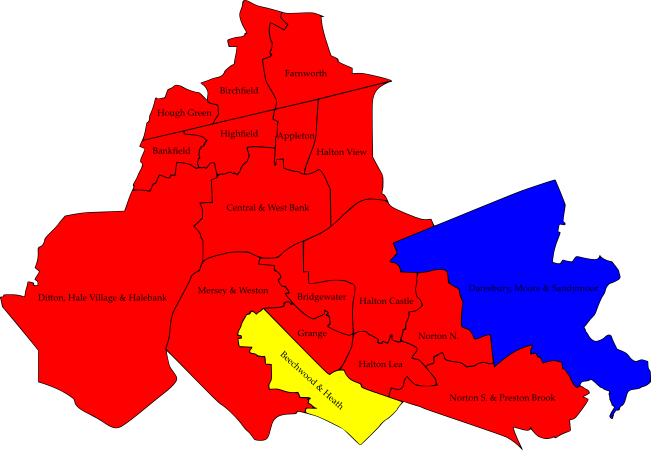 Farnworth
Birchfield
Hough Green
Highfield
Appleton
Bankfield
Halton View
Central & West Bank
Ditton, Hale Village & Halebank
Mersey & Weston
Daresbury, Moore & Sandymoor
Bridgewater
Halton Castle
Grange
Norton N.
Halton Lea
Beechwood & Heath
Norton S. & Preston Brook